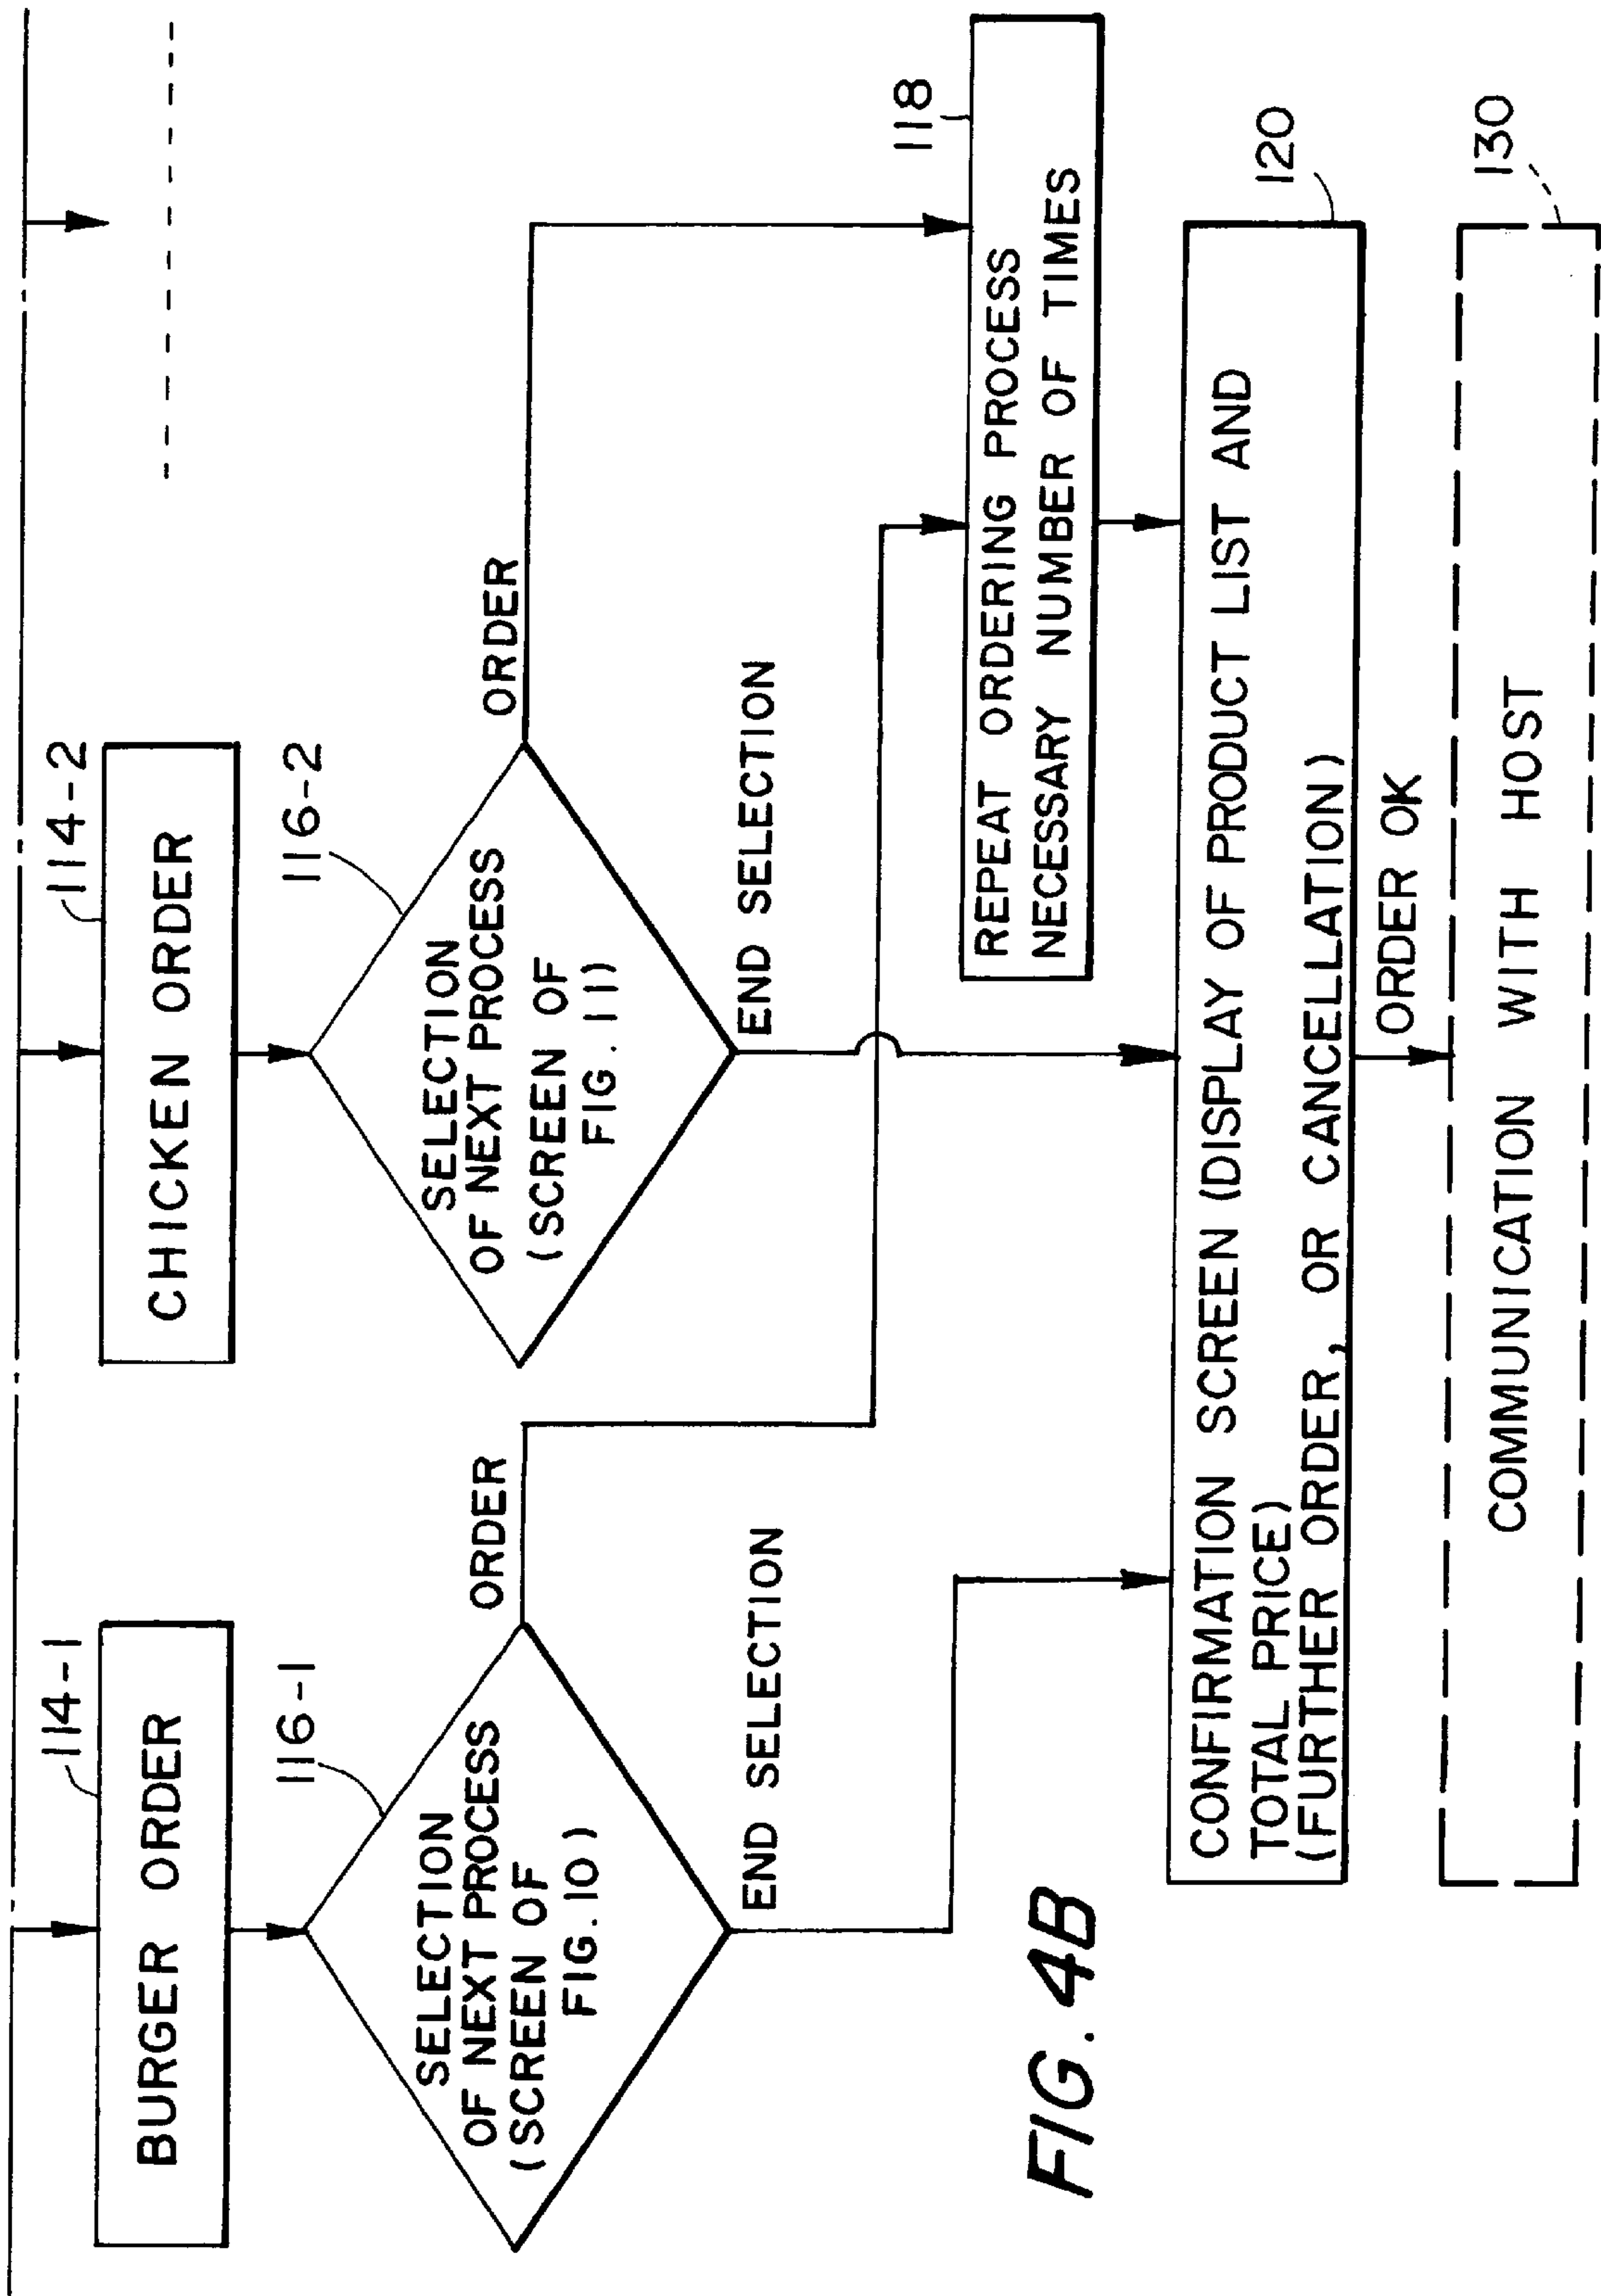 114-1
BURGER ORDER
114-2
CHICKEN ORDER
116-1
SELECTION
OF NEXT PROCESS
(SCREEN OF
FIG.10)
ORDER
END SELECTION
116-2
SELECTION
OF NEXT PROCESS
(SCREEN OF
FIG.11)
ORDER
END SELECTION
118
REPEAT ORDERING PROCESS
NECESSARY NUMBER OF TIMES
120
CONFIRMATION SCREEN (DISPLAY OF PRODUCT LIST AND
TOTAL PRICE)
(FURTHER ORDER, OR CANCELLATION)
ORDER OK
130
COMMUNICATION WITH HOST
FIG. 4B